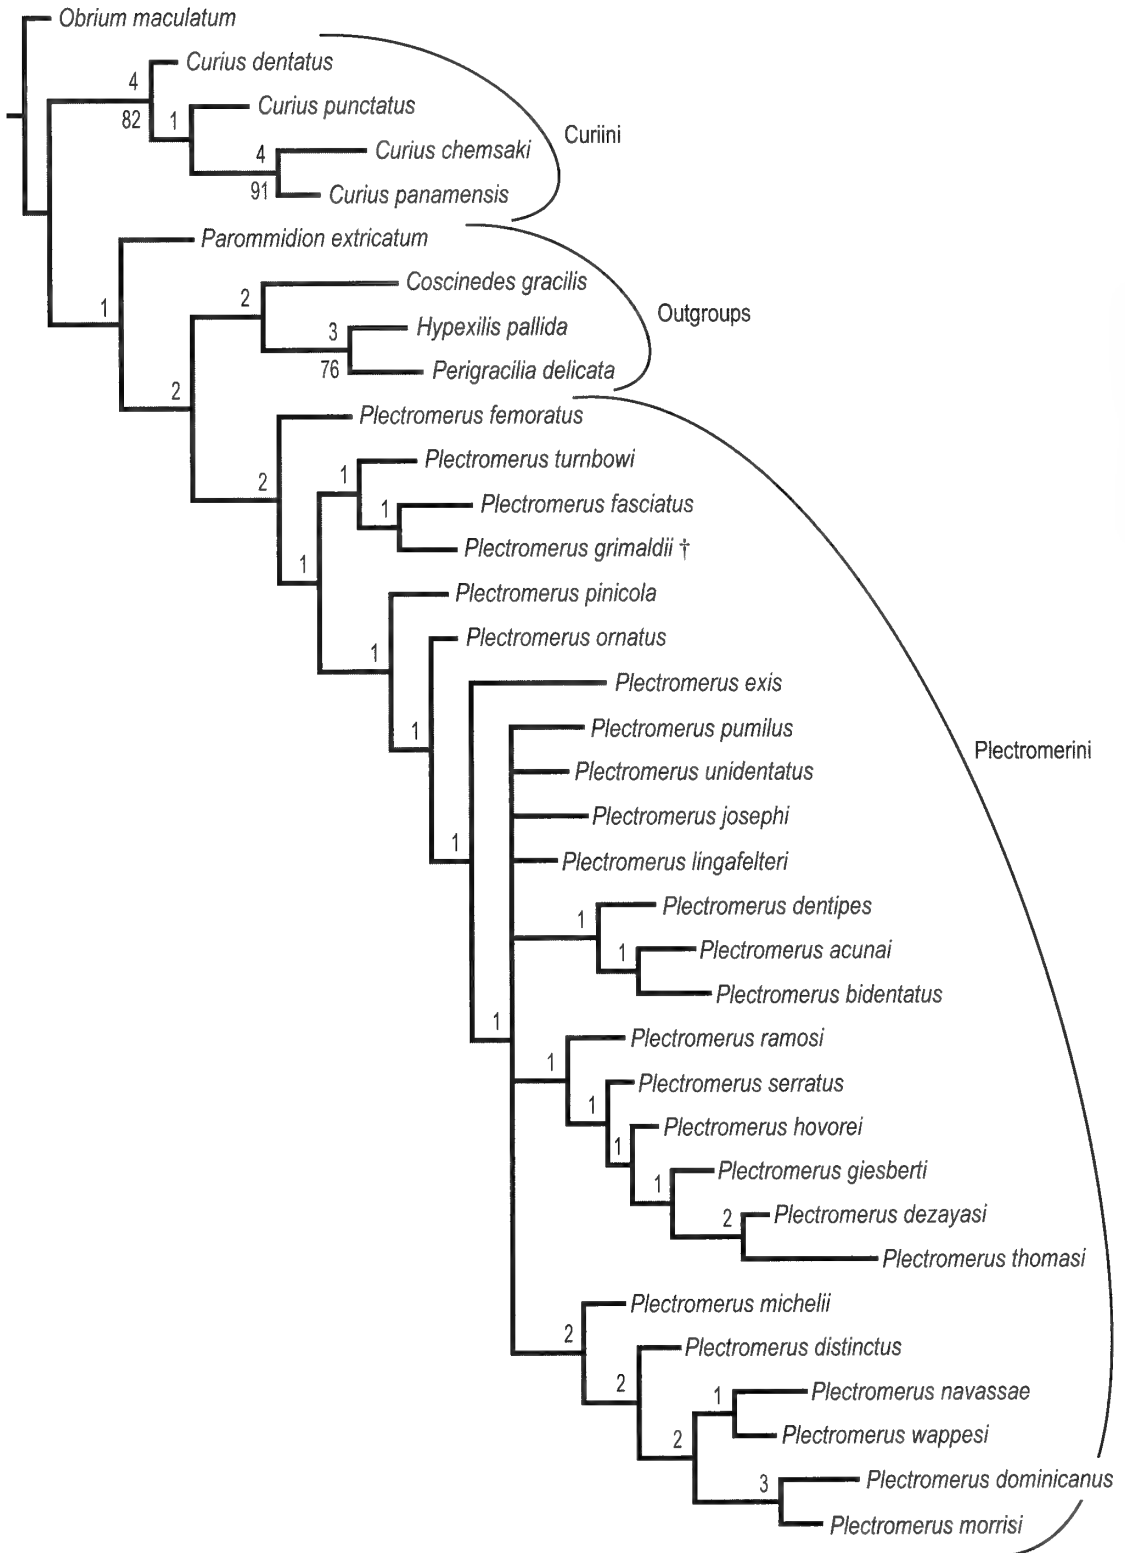 Obrium maculatum
Curius dentatus
4
82
Curius punctatus
1
Curiini
Curius chemsaki
4
91
Curius panamensis
Parommidion extricatum
1
Coscinedes gracilis
2
Outgroups
Hypexilis pallida
3
76
Perigracilia delicata
2
Plectromerus femoratus
2
Plectromerus turnbowi
1
Plectromerus fasciatus
1
Plectromerus grimaldii †
1
Plectromerus pinicola
1
Plectromerus ornatus
1
Plectromerus exis
Plectromerus pumilus
Plectromerini
Plectromerus unidentatus
Plectromerus josephi
1
Plectromerus lingafelteri
Plectromerus dentipes
1
Plectromerus acunai
1
Plectromerus bidentatus
1
Plectromerus ramosi
1
Plectromerus serratus
1
Plectromerus hovorei
1
Plectromerus giesberti
1
Plectromerus dezayasi
2
Plectromerus thomasi
Plectromerus michelii
2
Plectromerus distinctus
2
Plectromerus navassae
1
Plectromerus wappesi
2
Plectromerus dominicanus
3
Plectromerus morrisi